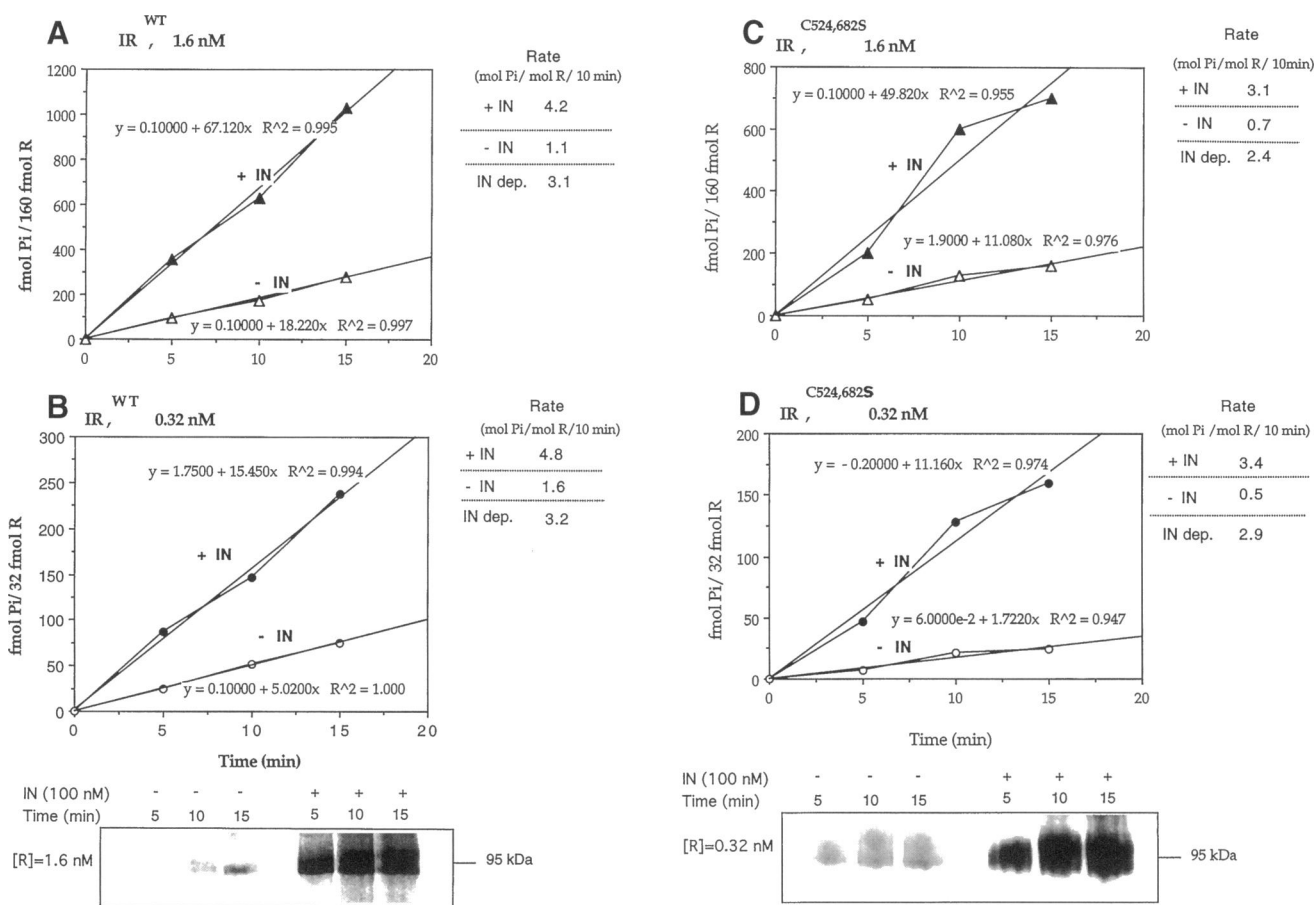 A
IR WT, 1.6 nM
1200
1000
800
600
400
200
0
fmol Pi / 160 fmol R
y = 0.10000 + 67.120x R^2 = 0.995
+ IN
- IN
y = 0.10000 + 18.220x R^2 = 0.997
0 5 10 15 20
Rate
(mol Pi/ mol R/ 10 min)
+ IN 4.2
- IN 1.1
IN dep. 3.1
B
IR WT, 0.32 nM
300
250
200
150
100
50
0
fmol Pi/ 32 fmol R
y = 1.7500 + 15.450x R^2 = 0.994
+ IN
- IN
y = 0.10000 + 5.0200x R^2 = 1.000
0 5 10 15 20
Time (min)
Rate
(mol Pi/mol R/10 min)
+ IN 4.8
- IN 1.6
IN dep. 3.2
IN (100 nM) - - - + + +
Time (min) 5 10 15 5 10 15
[R]=1.6 nM
95 kDa
C
IR C524,682S, 1.6 nM
800
600
400
200
0
fmol Pi/ 160 fmol R
y = 0.10000 + 49.820x R^2 = 0.955
+ IN
y = 1.9000 + 11.080x R^2 = 0.976
- IN
0 5 10 15 20
Rate
(mol Pi/ mol R/ 10min)
+ IN 3.1
- IN 0.7
IN dep. 2.4
D
IR C524,682S, 0.32 nM
200
150
100
50
0
fmol Pi/ 32 fmol R
y = - 0.20000 + 11.160x R^2 = 0.974
+ IN
y = 6.0000e-2 + 1.7220x R^2 = 0.947
- IN
0 5 10 15 20
Time (min)
Rate
(mol Pi /mol R/ 10 min)
+ IN 3.4
- IN 0.5
IN dep. 2.9
IN (100 nM) - - - + + +
Time (min) 5 10 15 5 10 15
[R]=0.32 nM
95 kDa